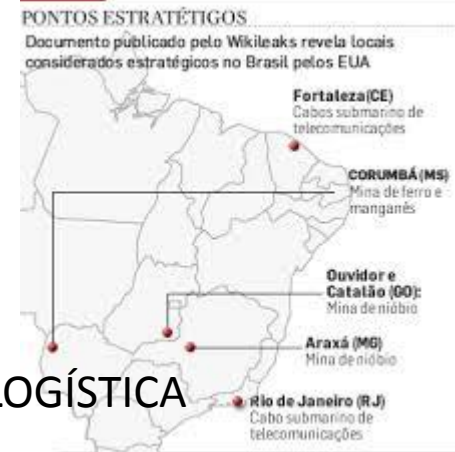 PONTOS ESTRATÉTIGOS
Documento publicado pelo Wikileaks revela locais
considerados estratégicos no Brasil pelos EUA
Fortaleza(CE)
Cabos submarino de
telecomunicações
CORUMBÁ (MS)
Mina de ferro e
manganês
Ouvidor e
Catalão (GO):
Mina de nióbio
Araxá (MG)
Mina de nióbio
LOGÍSTICA
Rio de Janeiro (RJ)
Cabo submarino de
telecomunicações